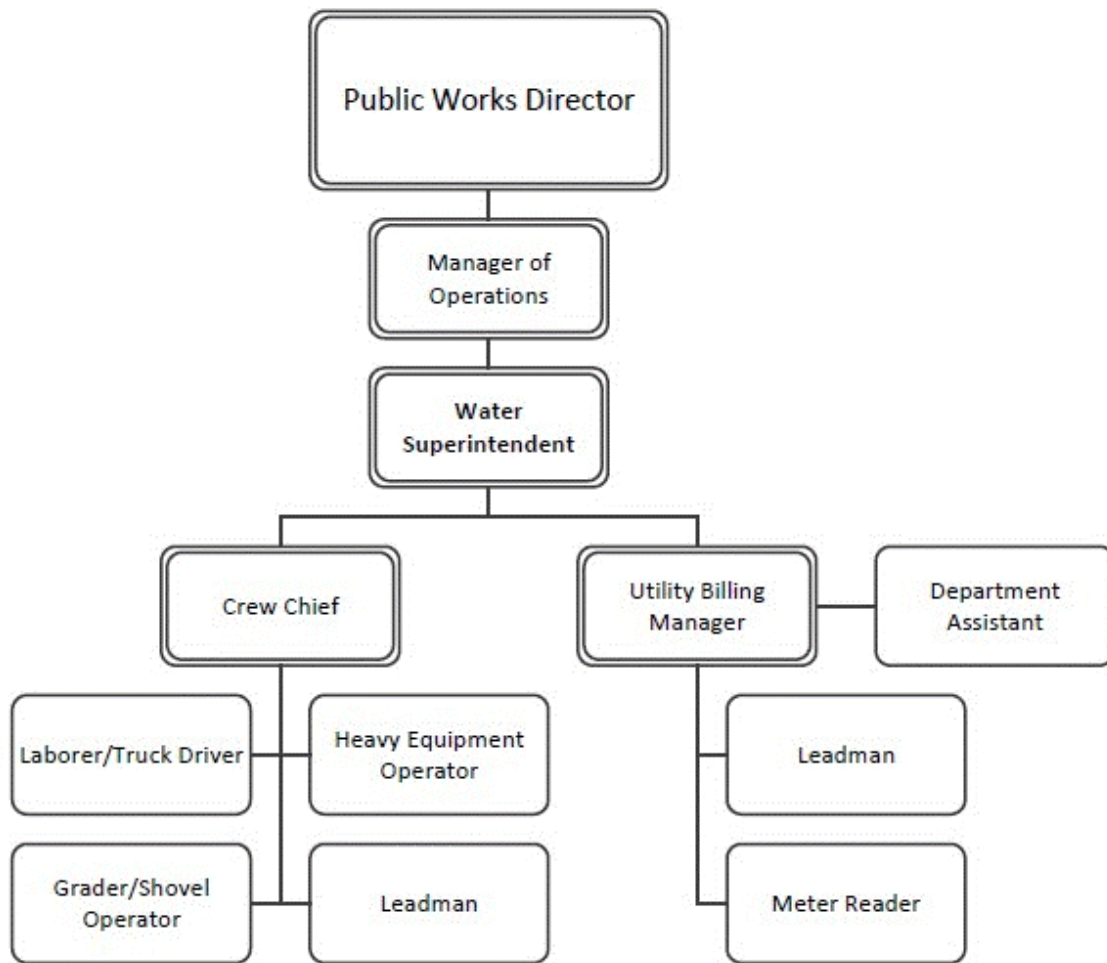 Public Works Director
Manager of
Operations
Water
Superintendent
Crew Chief
Utility Billing
Manager
Department
Assistant
Laborer/Truck Driver
Heavy Equipment
Operator
Leadman
Grader/Shovel
Operator
Leadman
Meter Reader